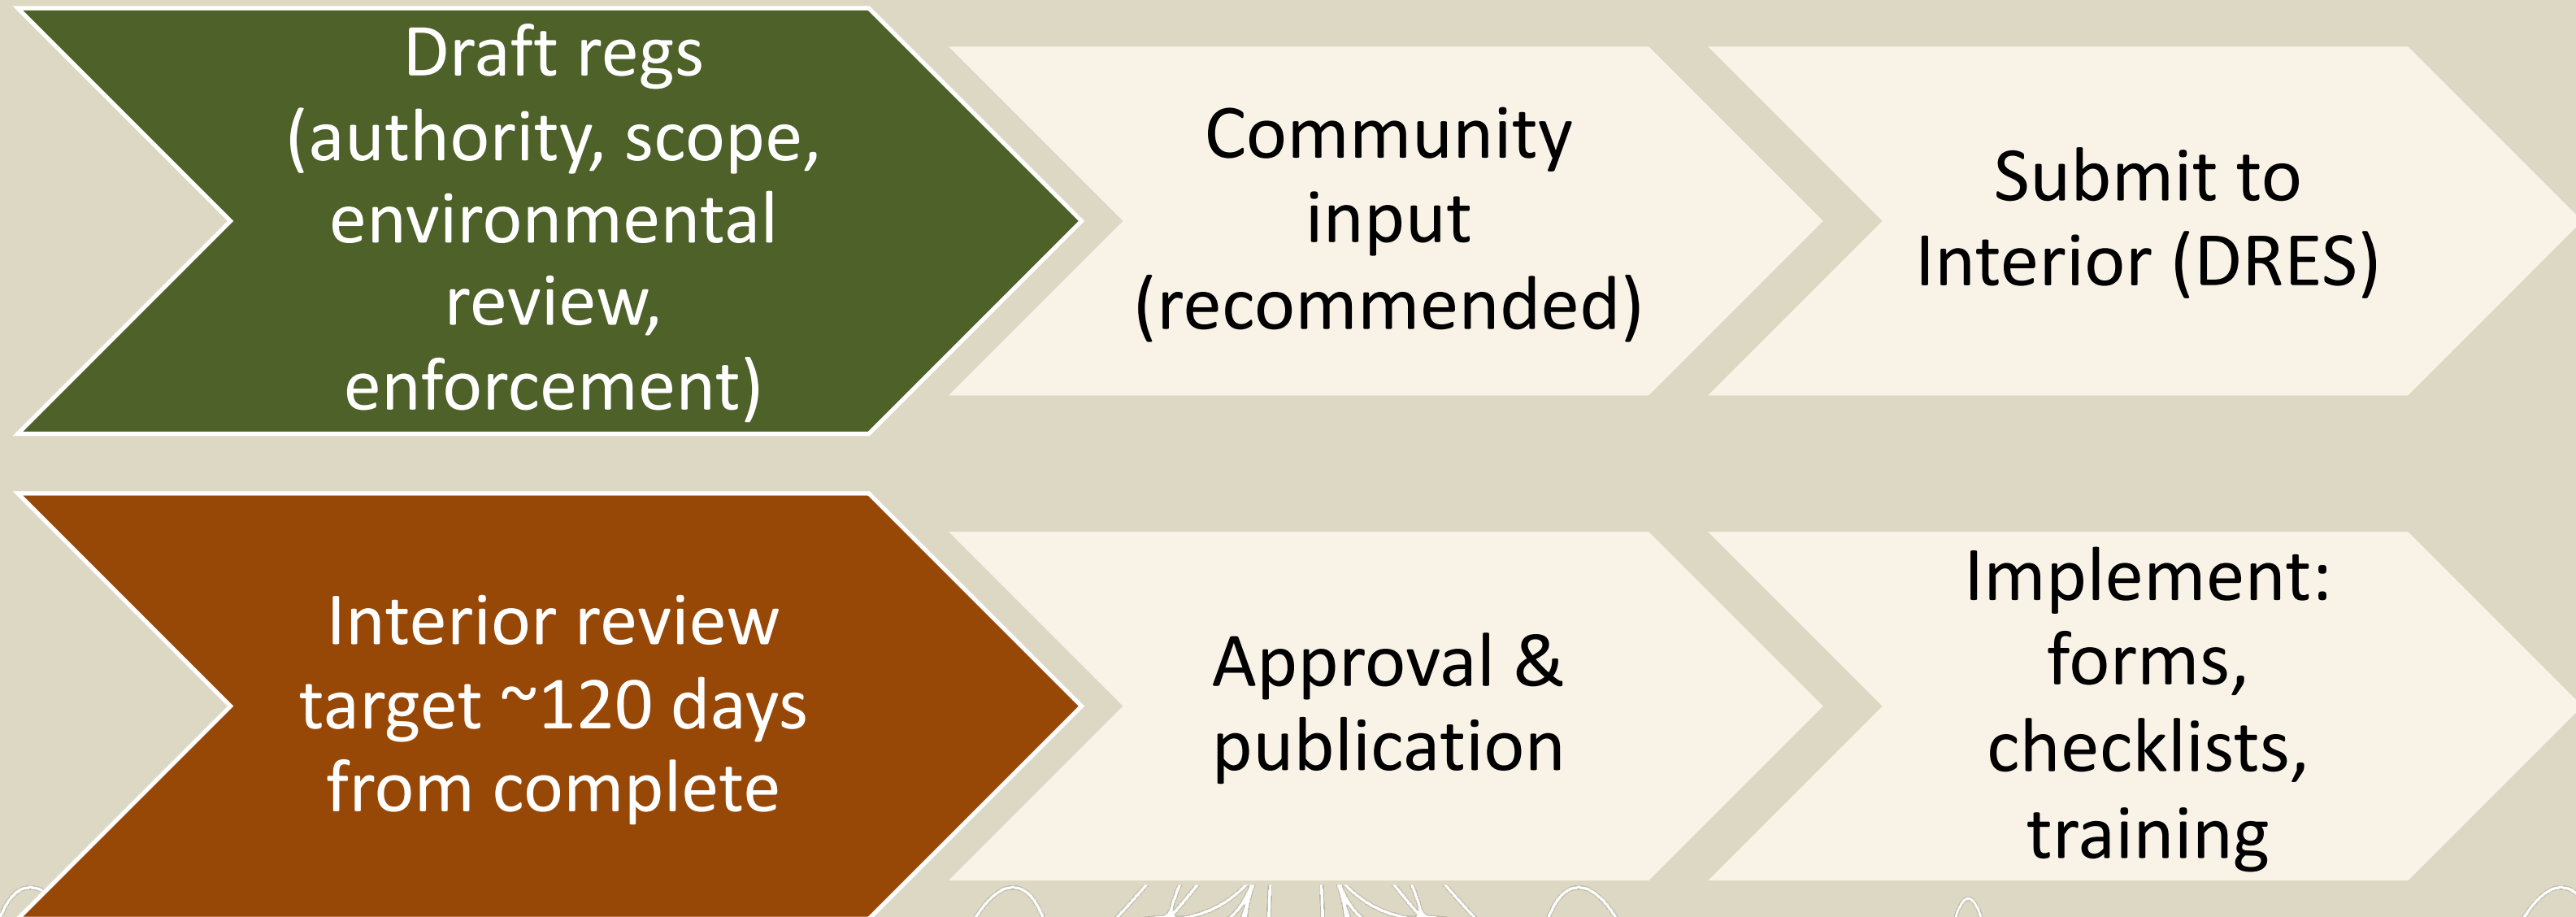 Draft regs
(authority, scope,
environmental
review,
enforcement)
Community
input
(recommended)
Submit to
Interior (DRES)
Interior review
target ~120 days
from complete
Approval &
publication
Implement:
forms,
checklists,
training